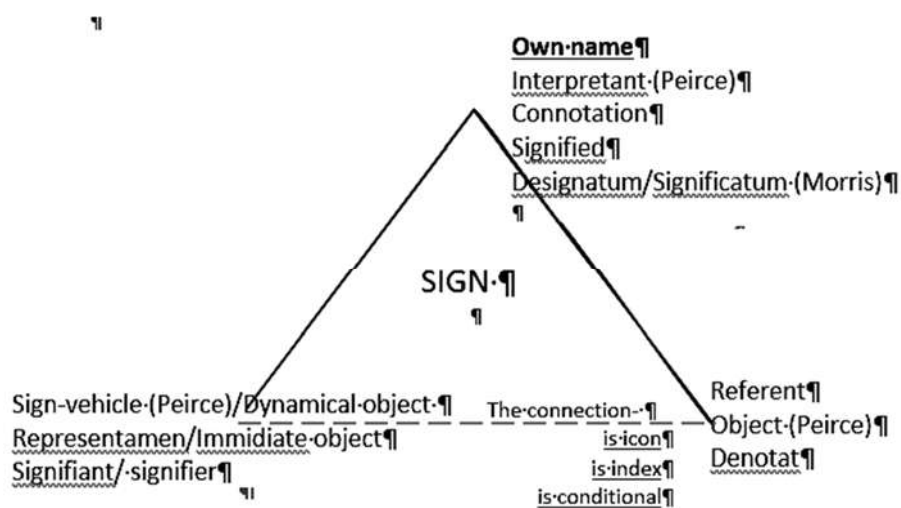 Own·name¶
Interpretant·(Peirce)¶
Connotation¶
Signified¶
Designatum/Significatum·(Morris)¶
¶
SIGN·¶
¶
Sign-vehicle·(Peirce)/Dynamical·object·¶
Representamen/Immidiate·object¶
Signifiant/·signifier¶
The·connection-·¶
is·icon¶
is·index¶
is·conditional¶
Referent¶
Object·(Peirce)¶
Denotat¶